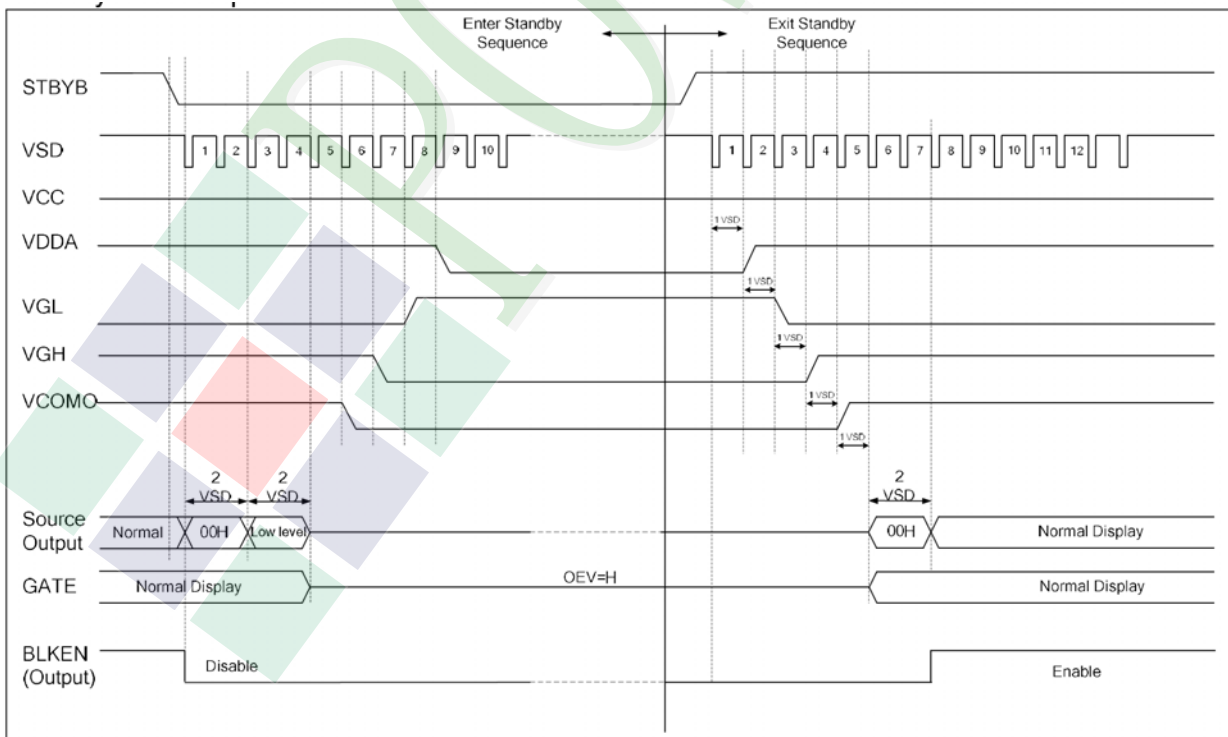 Enter Standby
Sequence
Exit Standby
Sequence
STBYB
VSD
1 2 3 4 5 6 7 8 9 10
1 2 3 4 5 6 7 8 9 10 11 12
VCC
1 VSD
VDDA
1 VSD
VGL
1 VSD
VGH
1 VSD
VCOMO
1 VSD
2
VSD
2
VSD
2
VSD
Source
Output
Normal
00H
Low level
00H
Normal Display
GATE
Normal Display
OEV=H
Normal Display
BLKEN
(Output)
Disable
Enable